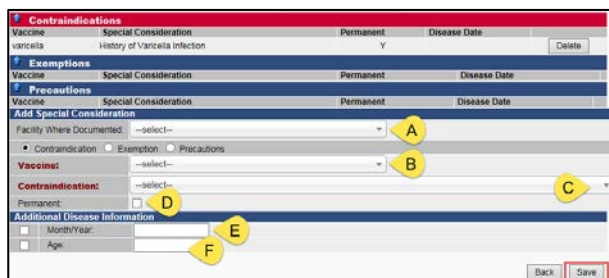 Contraindications
Vaccine Special Consideration Permanent Disease Date
varicella History of Varicella Infection Y Delete
Exemptions
Vaccine Special Consideration Permanent Disease Date
Precautions
Vaccine Special Consideration Permanent Disease Date
Add Special Consideration
Facility Where Documented: --select-- A
Contraindication Exemption Precautions
Vaccine: --select-- B
Contraindication: --select-- C
Permanent: D
Additional Disease Information
Month/Year: E
Age: F
Back Save